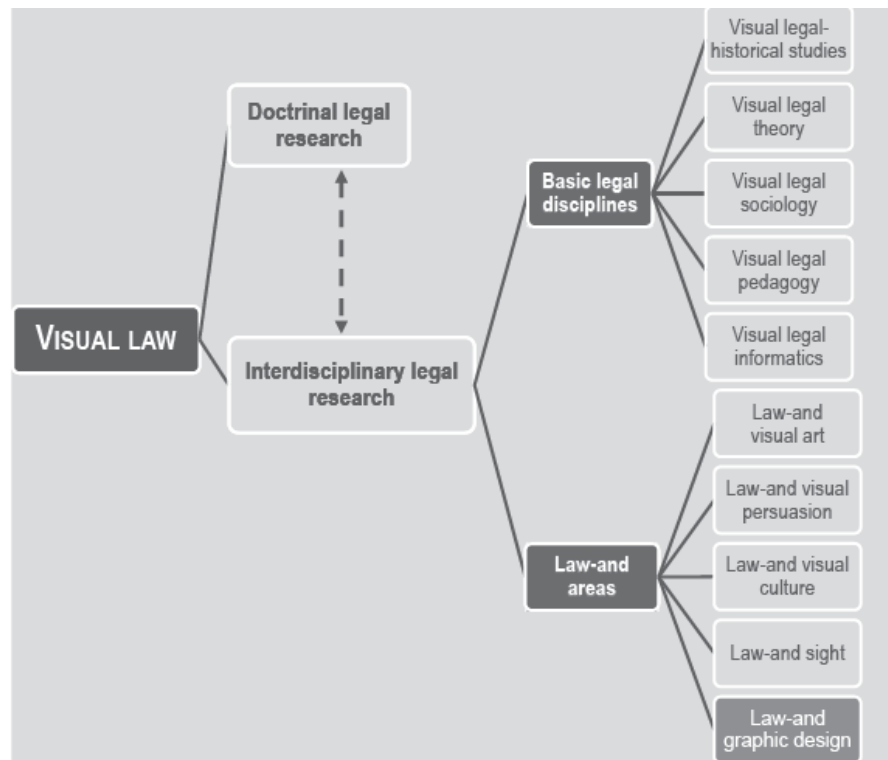 Visual legal-
historical studies
Doctrinal legal
research
Visual legal
theory
Basic legal
disciplines
Visual legal
sociology
Visual legal
pedagogy
VISUAL LAW
Interdisciplinary legal
research
Visual legal
informatics
Law-and
visual art
Law-and visual
persuasion
Law-and
areas
Law-and visual
culture
Law-and sight
Law-and
graphic design